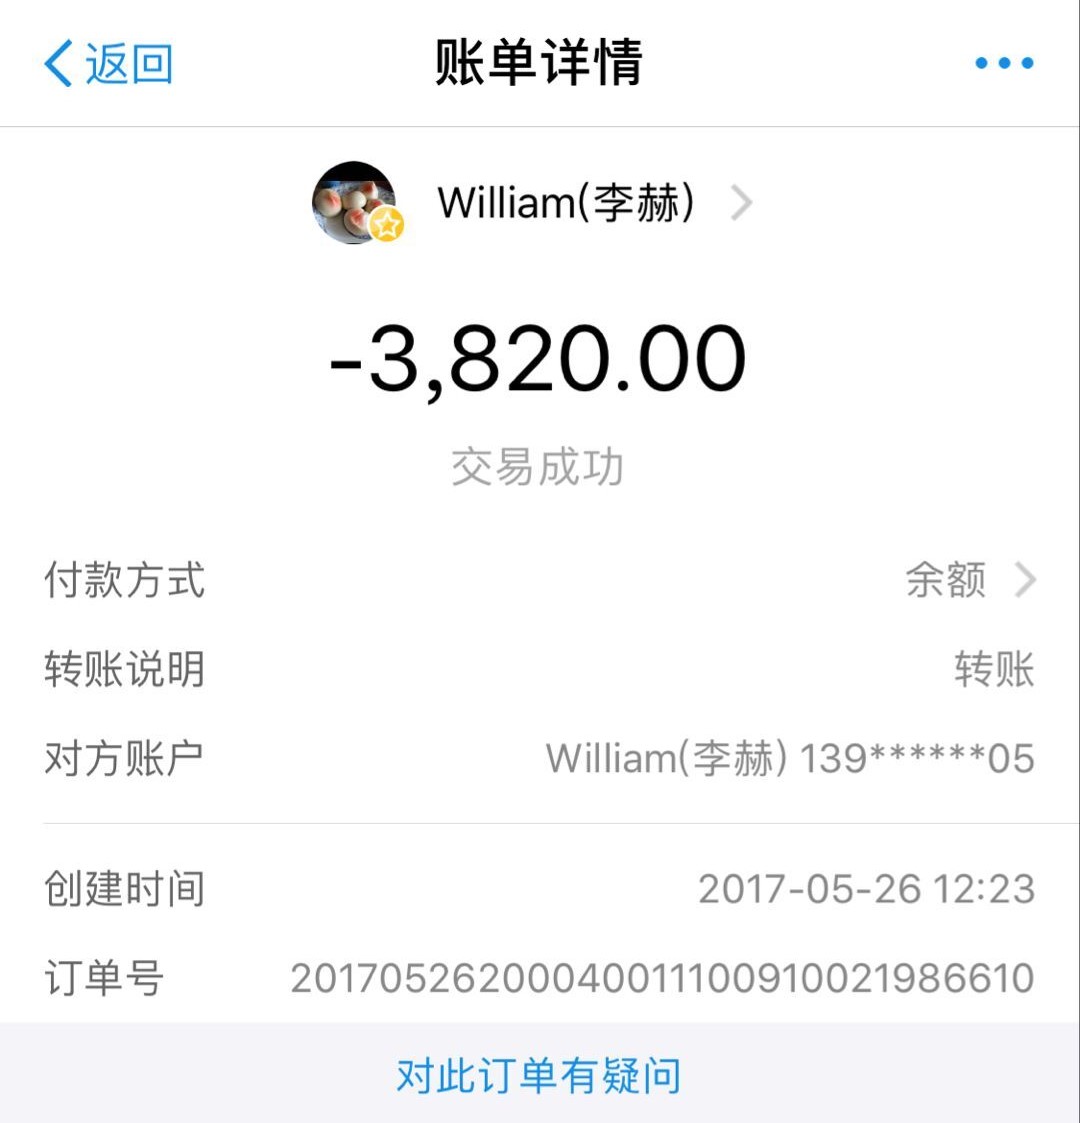 返回 账单详情
William(李赫)
-3,820.00
交易成功
付款方式 余额
转账说明 转账
对方账户 William(李赫) 139******05
创建时间 2017-05-26 12:23
订单号 20170526200040011100910021986610
对此订单有疑问